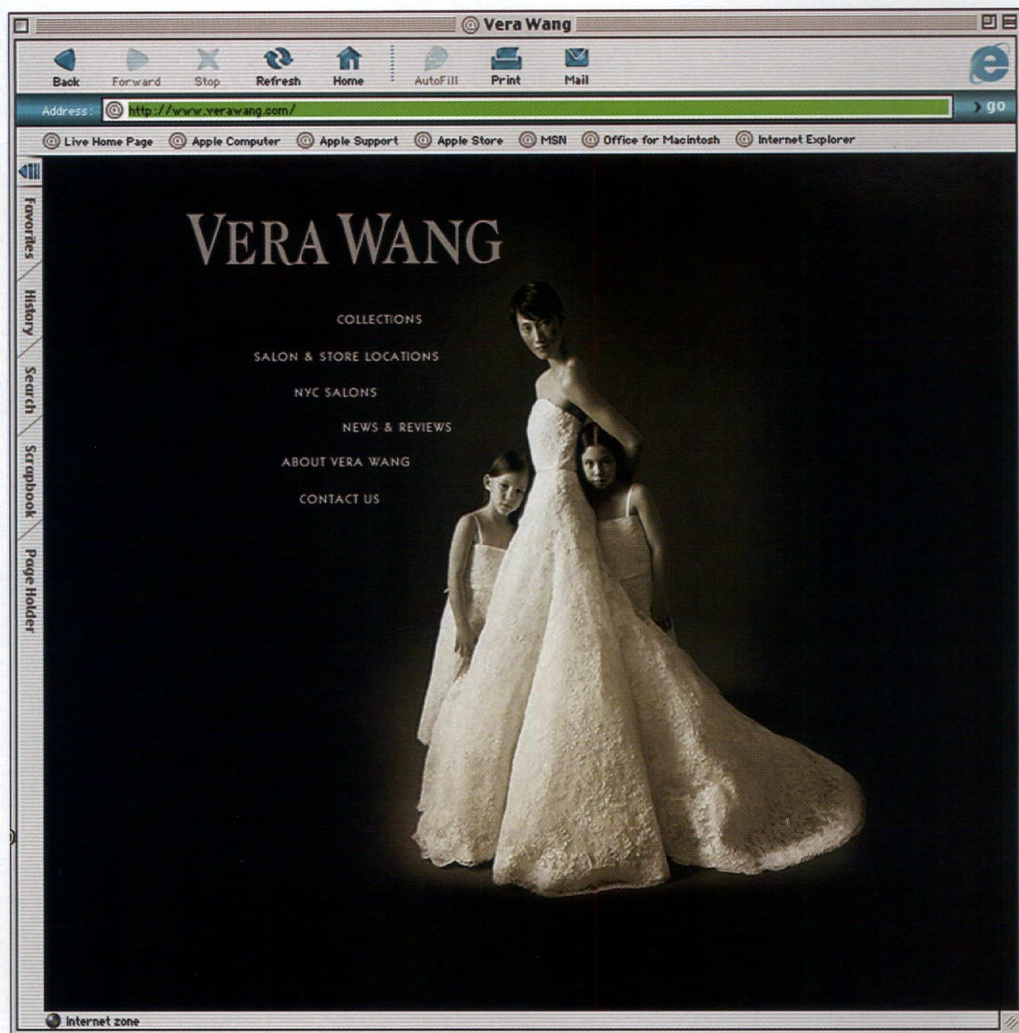 @ Vera Wang
Back Forward Stop Refresh Home AutoFill Print Mail
Address: @ http://www.verawang.com/ go
@ Live Home Page @ Apple Computer @ Apple Support @ Apple Store @ MSN @ Office for Macintosh @ Internet Explorer
Favorites
History
Search
Scrapbook
Page Holder
VERA WANG
COLLECTIONS
SALON & STORE LOCATIONS
NYC SALONS
NEWS & REVIEWS
ABOUT VERA WANG
CONTACT US
Internet zone